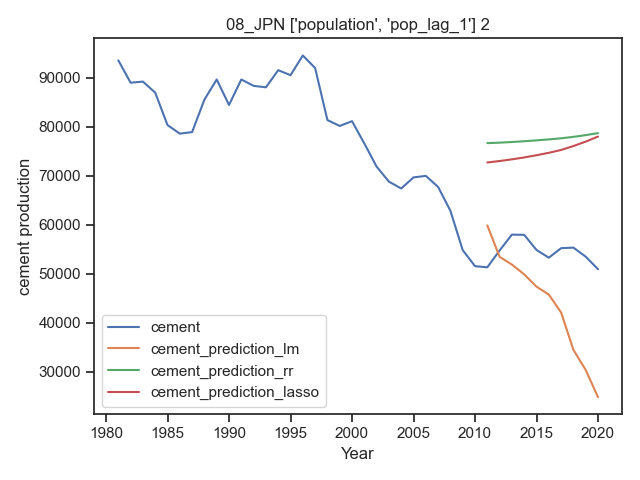 08_JPN ['population', 'pop_lag_1'] 2
cement production
90000
80000
70000
60000
50000
40000
30000
cement
cement_prediction_lm
cement_prediction_rr
cement_prediction_lasso
1980
1985
1990
1995
2000
2005
2010
2015
2020
Year